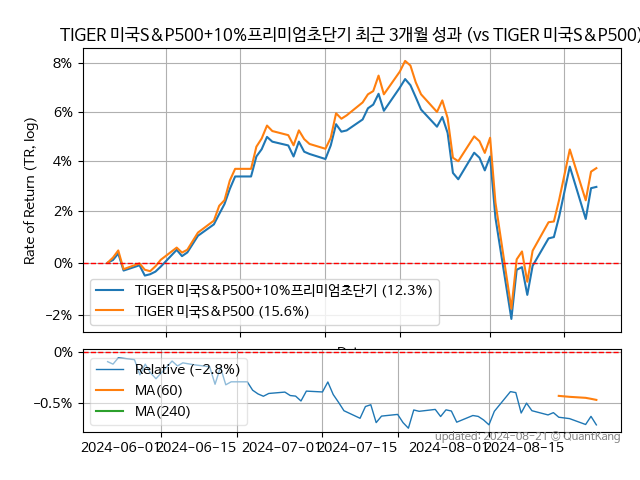 TIGER 미국S&P500+10%프리미엄초단기 최근 3개월 성과 (vs TIGER 미국S&P500)
Rate of Return (TR, log)
8%
6%
4%
2%
0%
−2%
TIGER 미국S&P500+10%프리미엄초단기 (12.3%)
TIGER 미국S&P500 (15.6%)
0%
−0.5%
Relative (−2.8%)
MA(60)
MA(240)
updated: 2024-08-21 © QuantKang
2024-06-01 2024-06-15 2024-07-01 2024-07-15 2024-08-01 2024-08-15